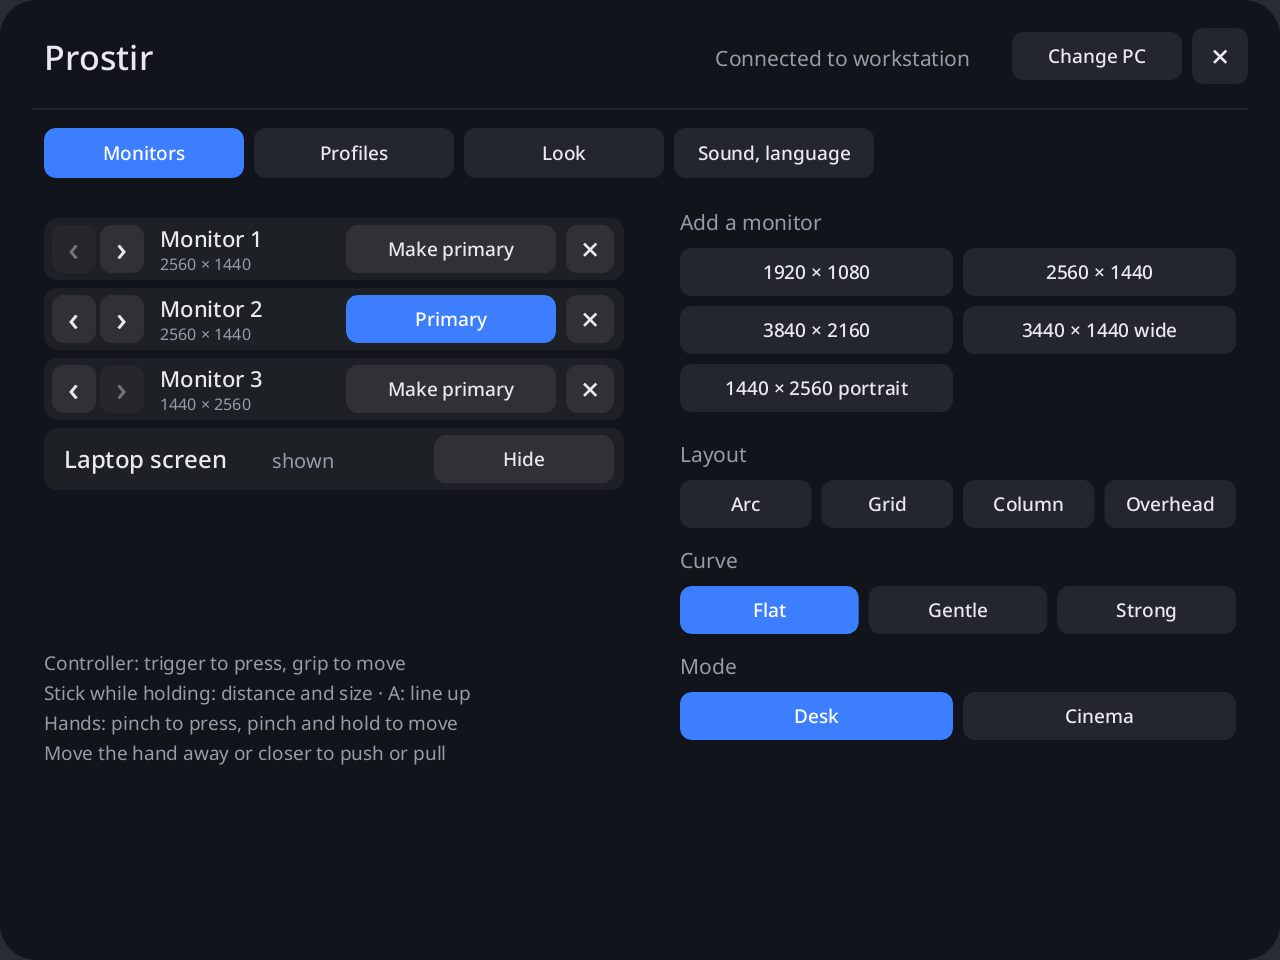 Prostir
Connected to workstation
Change PC
✕
Monitors
Profiles
Look
Sound, language
‹
›
Monitor 1
2560 × 1440
Make primary
✕
‹
›
Monitor 2
2560 × 1440
Primary
✕
‹
›
Monitor 3
1440 × 2560
Make primary
✕
Laptop screen
shown
Hide
Controller: trigger to press, grip to move
Stick while holding: distance and size · A: line up
Hands: pinch to press, pinch and hold to move
Move the hand away or closer to push or pull
Add a monitor
1920 × 1080
2560 × 1440
3840 × 2160
3440 × 1440 wide
1440 × 2560 portrait
Layout
Arc
Grid
Column
Overhead
Curve
Flat
Gentle
Strong
Mode
Desk
Cinema